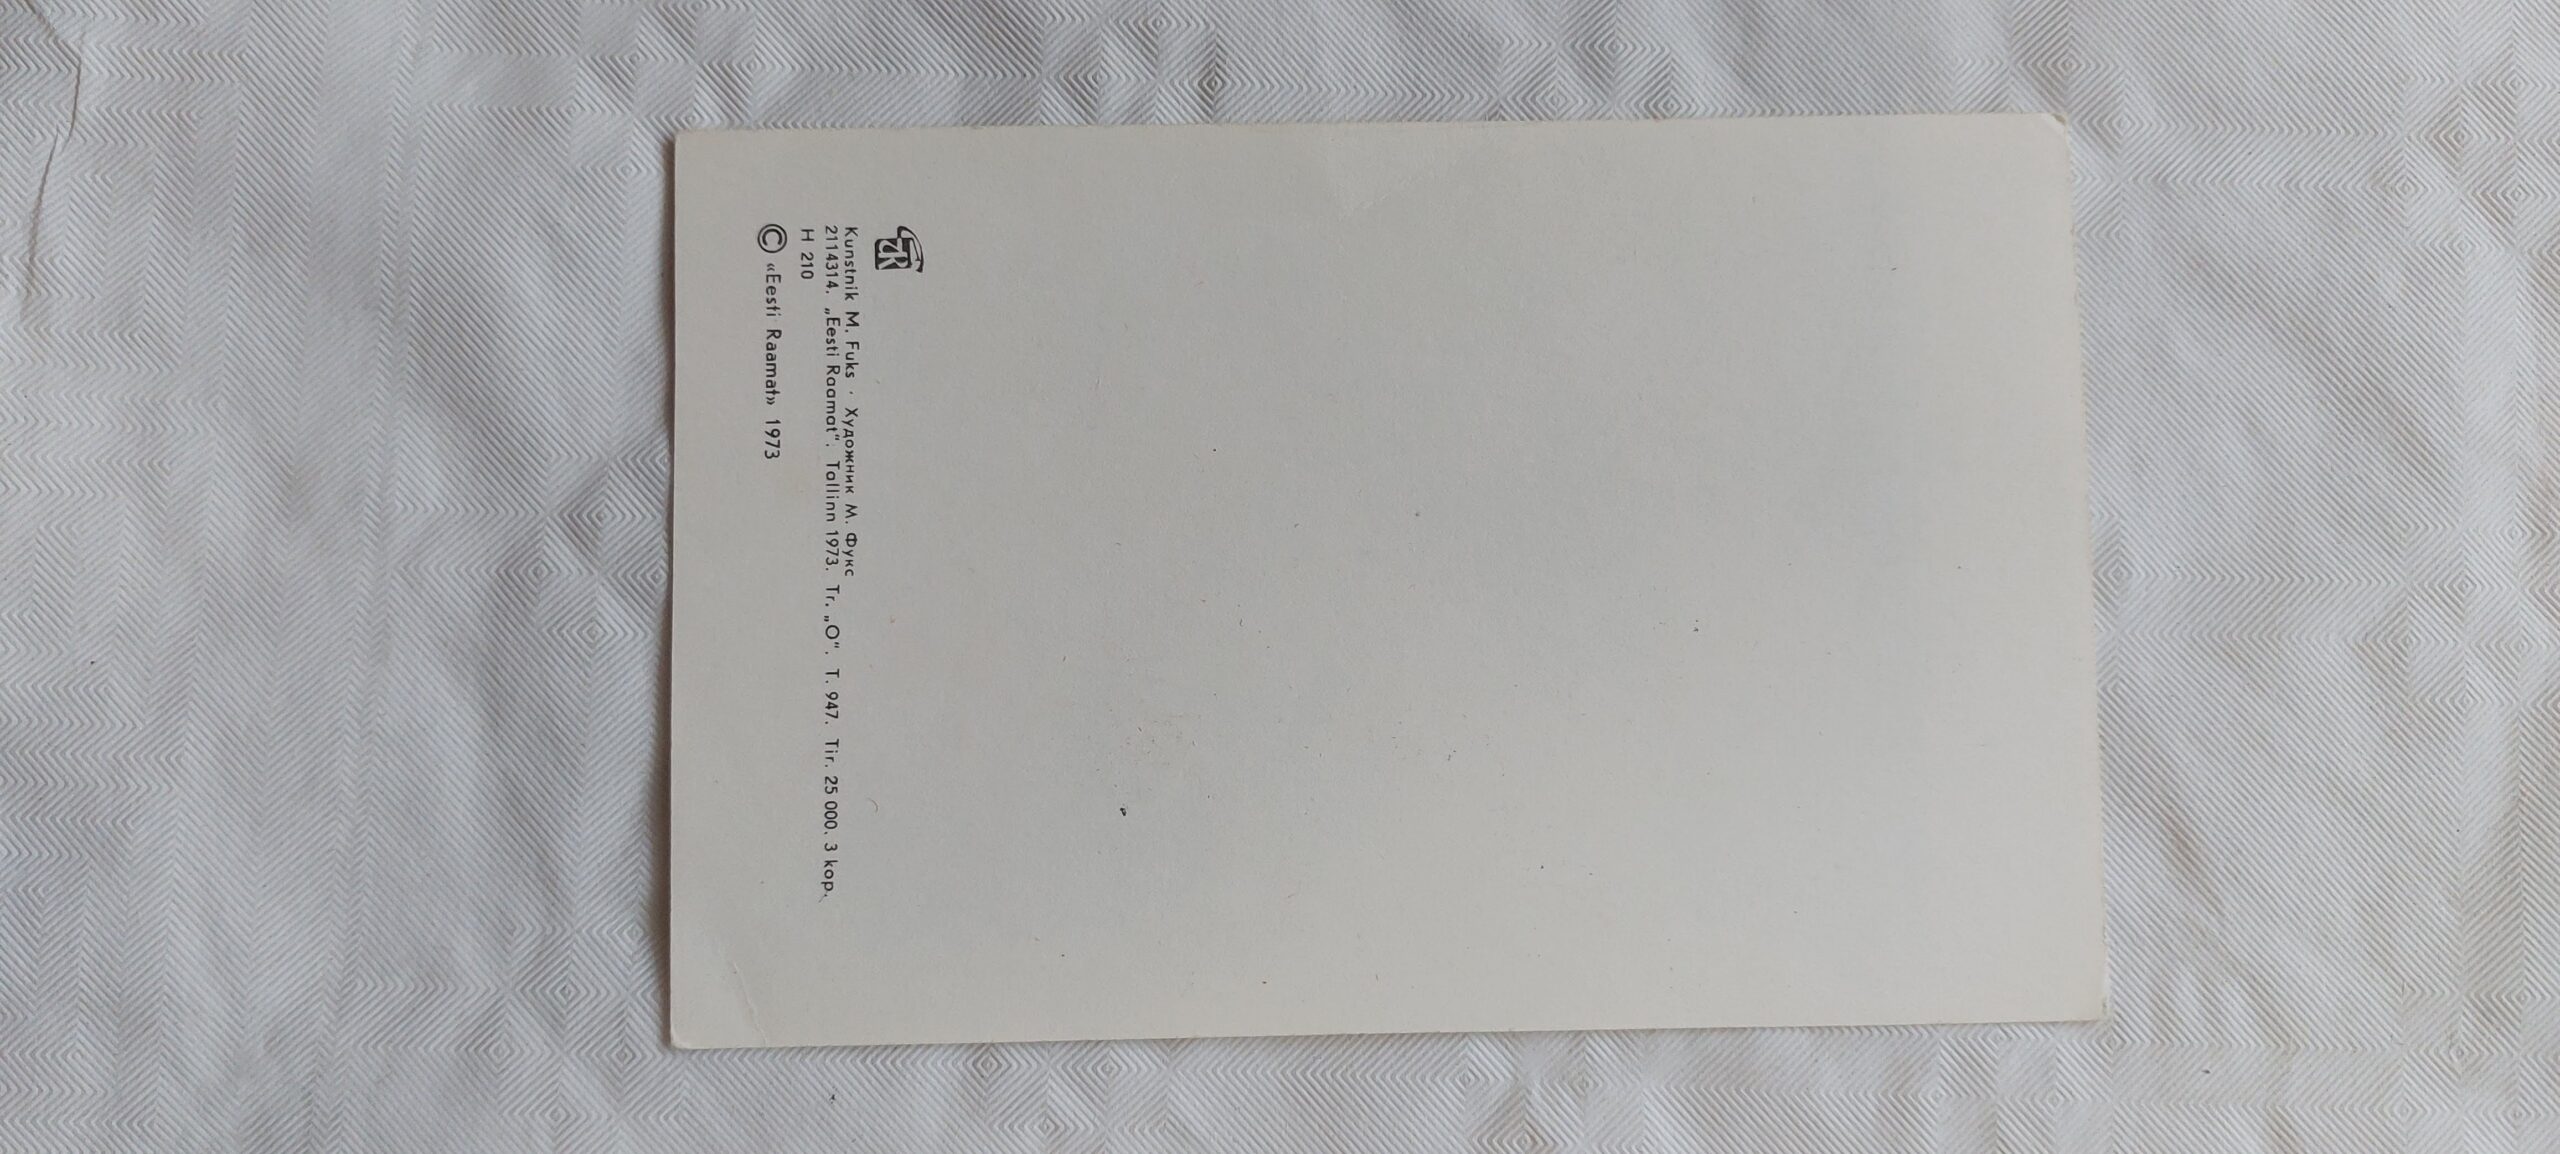 Kunstnik M. Fuks · Художник М. Фукс
2114314. „Eesti Raamat“. Tallinn 1973. Tr. „O“. T. 947. Tir. 25 000. 3 kop.
H 210
© «Eesti Raamat» 1973